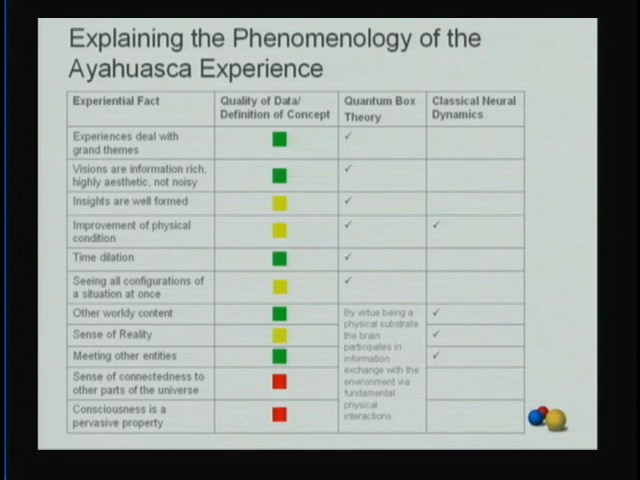 Explaining the Phenomenology of the
Ayahuasca Experience
Experiential Fact
Quality of Data/
Definition of Concept
Quantum Box
Theory
Classical Neural
Dynamics
Experiences deal with
grand themes
✓
Visions are information rich,
highly aesthetic, not noisy
✓
Insights are well formed
✓
Improvement of physical
condition
✓ ✓
Time dilation
✓
Seeing all configurations of
a situation at once
✓
Other worldly content
✓
Sense of Reality
✓
Meeting other entities
✓
Sense of connectedness to
other parts of the universe
Consciousness is a
pervasive property
By virtue being a
physical substrate
the brain
participates in
information
exchange with the
environment via
fundamental
physical
interactions.